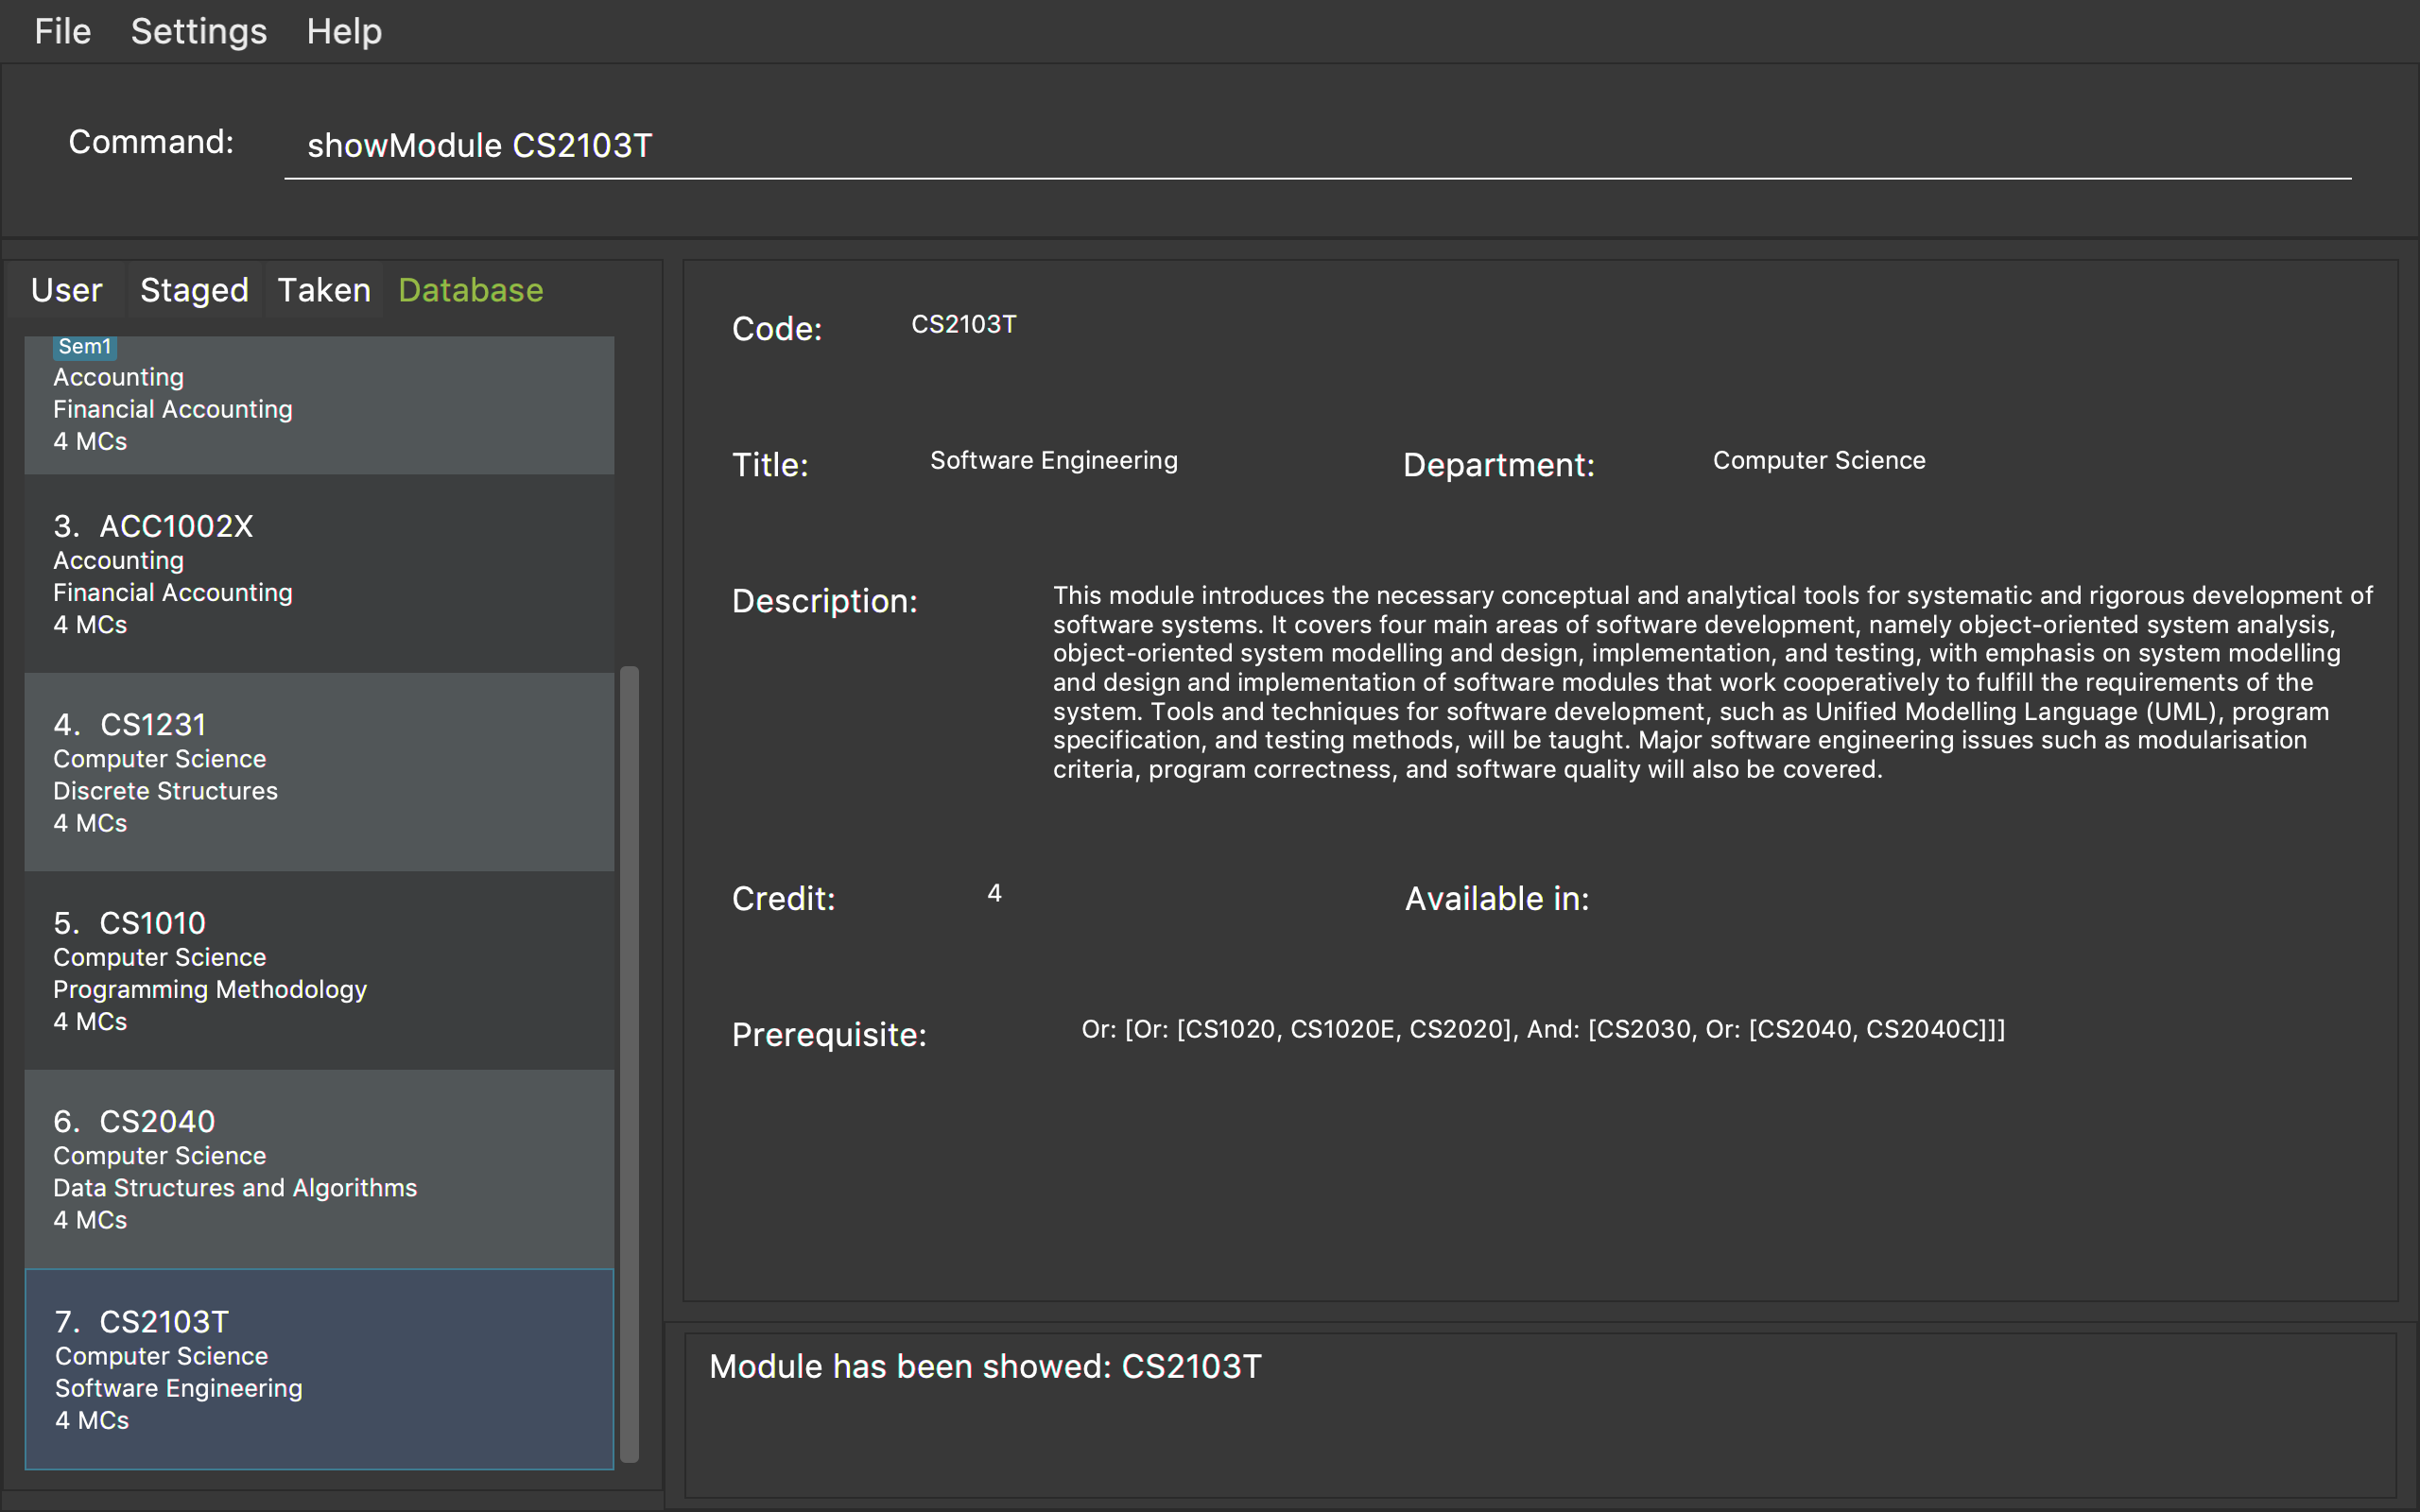 File Settings Help
Command: showModule CS2103T
User Staged Taken Database
Sem1
Accounting
Financial Accounting
4 MCs
3. ACC1002X
Accounting
Financial Accounting
4 MCs
4. CS1231
Computer Science
Discrete Structures
4 MCs
5. CS1010
Computer Science
Programming Methodology
4 MCs
6. CS2040
Computer Science
Data Structures and Algorithms
4 MCs
7. CS2103T
Computer Science
Software Engineering
4 MCs
Code: CS2103T
Title: Software Engineering Department: Computer Science
Description: This module introduces the necessary conceptual and analytical tools for systematic and rigorous development of
software systems. It covers four main areas of software development, namely object-oriented system analysis,
object-oriented system modelling and design, implementation, and testing, with emphasis on system modelling
and design and implementation of software modules that work cooperatively to fulfill the requirements of the
system. Tools and techniques for software development, such as Unified Modelling Language (UML), program
specification, and testing methods, will be taught. Major software engineering issues such as modularisation
criteria, program correctness, and software quality will also be covered.
Credit: 4 Available in:
Prerequisite: Or: [Or: [CS1020, CS1020E, CS2020], And: [CS2030, Or: [CS2040, CS2040C]]]
Module has been showed: CS2103T